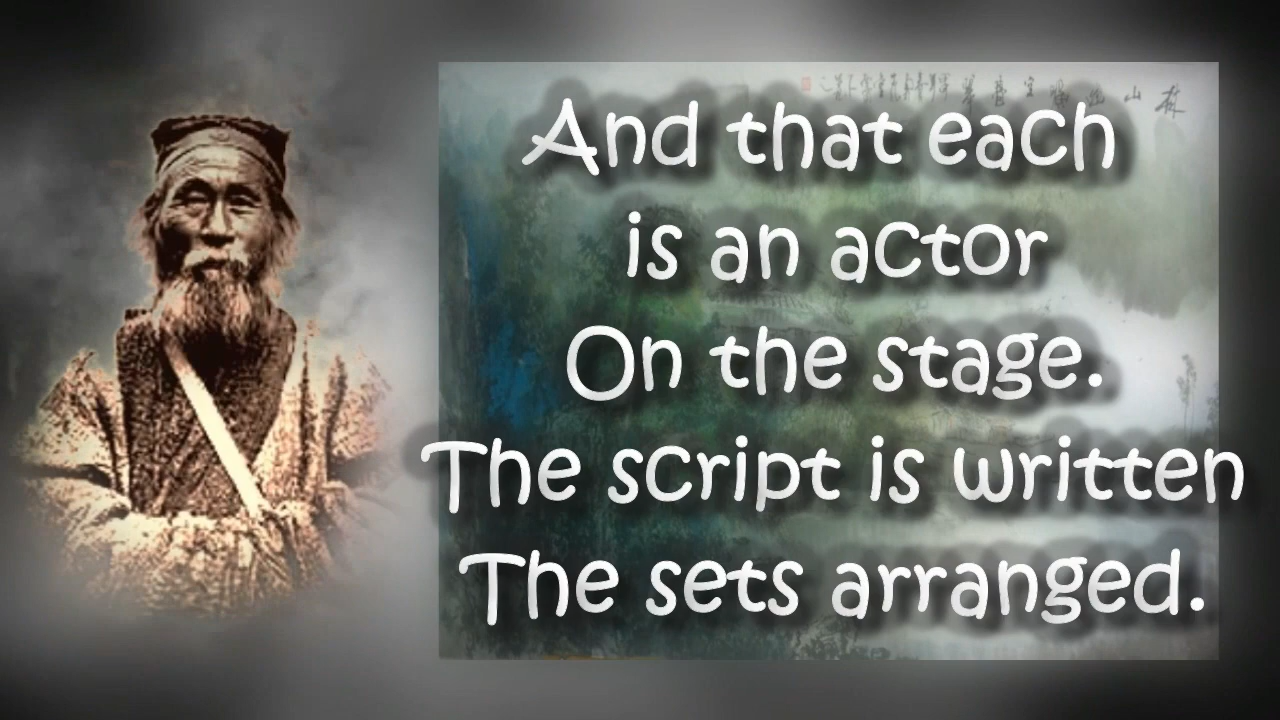 And that each
is an actor
On the stage.
The script is written
The sets arranged.